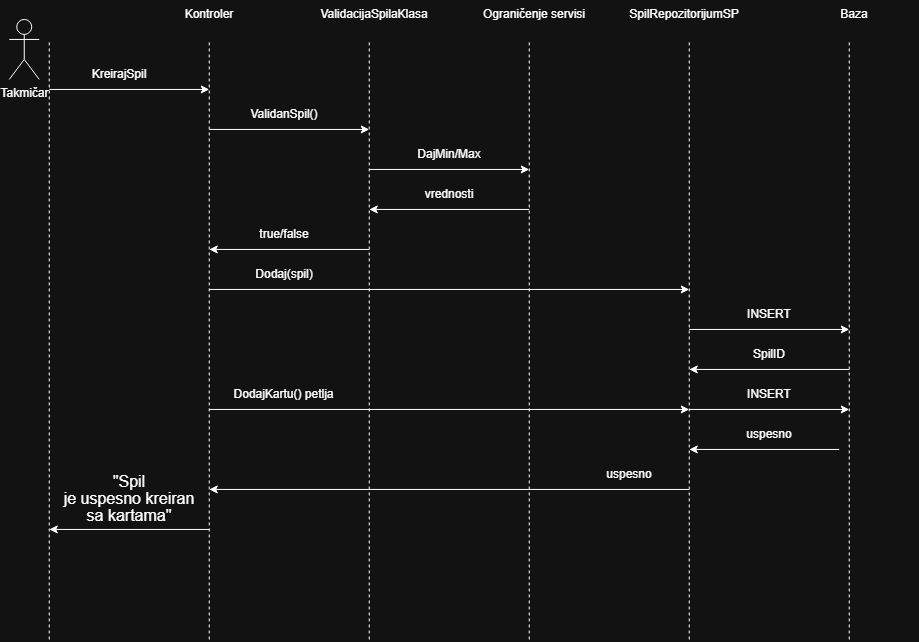 Kontroler
ValidacijaSpilaKlasa
Ograničenje servisi
SpilRepozitorijumSP
Baza
Takmičar
KreirajSpil
ValidanSpil()
DajMin/Max
vrednosti
true/false
Dodaj(spil)
INSERT
SpilID
DodajKartu() petlja
INSERT
uspesno
uspesno
"Spil
je uspesno kreiran
sa kartama"